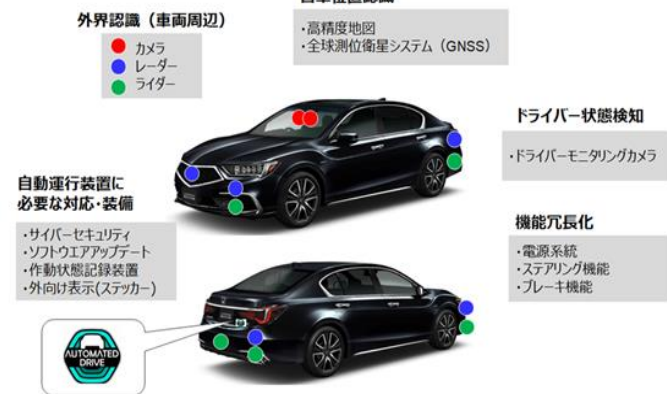 外界認識（車両周辺）
カメラ
レーダー
ライダー
・高精度地図
・全球測位衛星システム（GNSS）
ドライバー状態検知
・ドライバーモニタリングカメラ
自動運行装置に
必要な対応・装備
・サイバーセキュリティ
・ソフトウエアアップデート
・作動状態記録装置
・外向け表示(ステッカー)
機能冗長化
・電源系統
・ステアリング機能
・ブレーキ機能
AUTOMATED
DRIVE